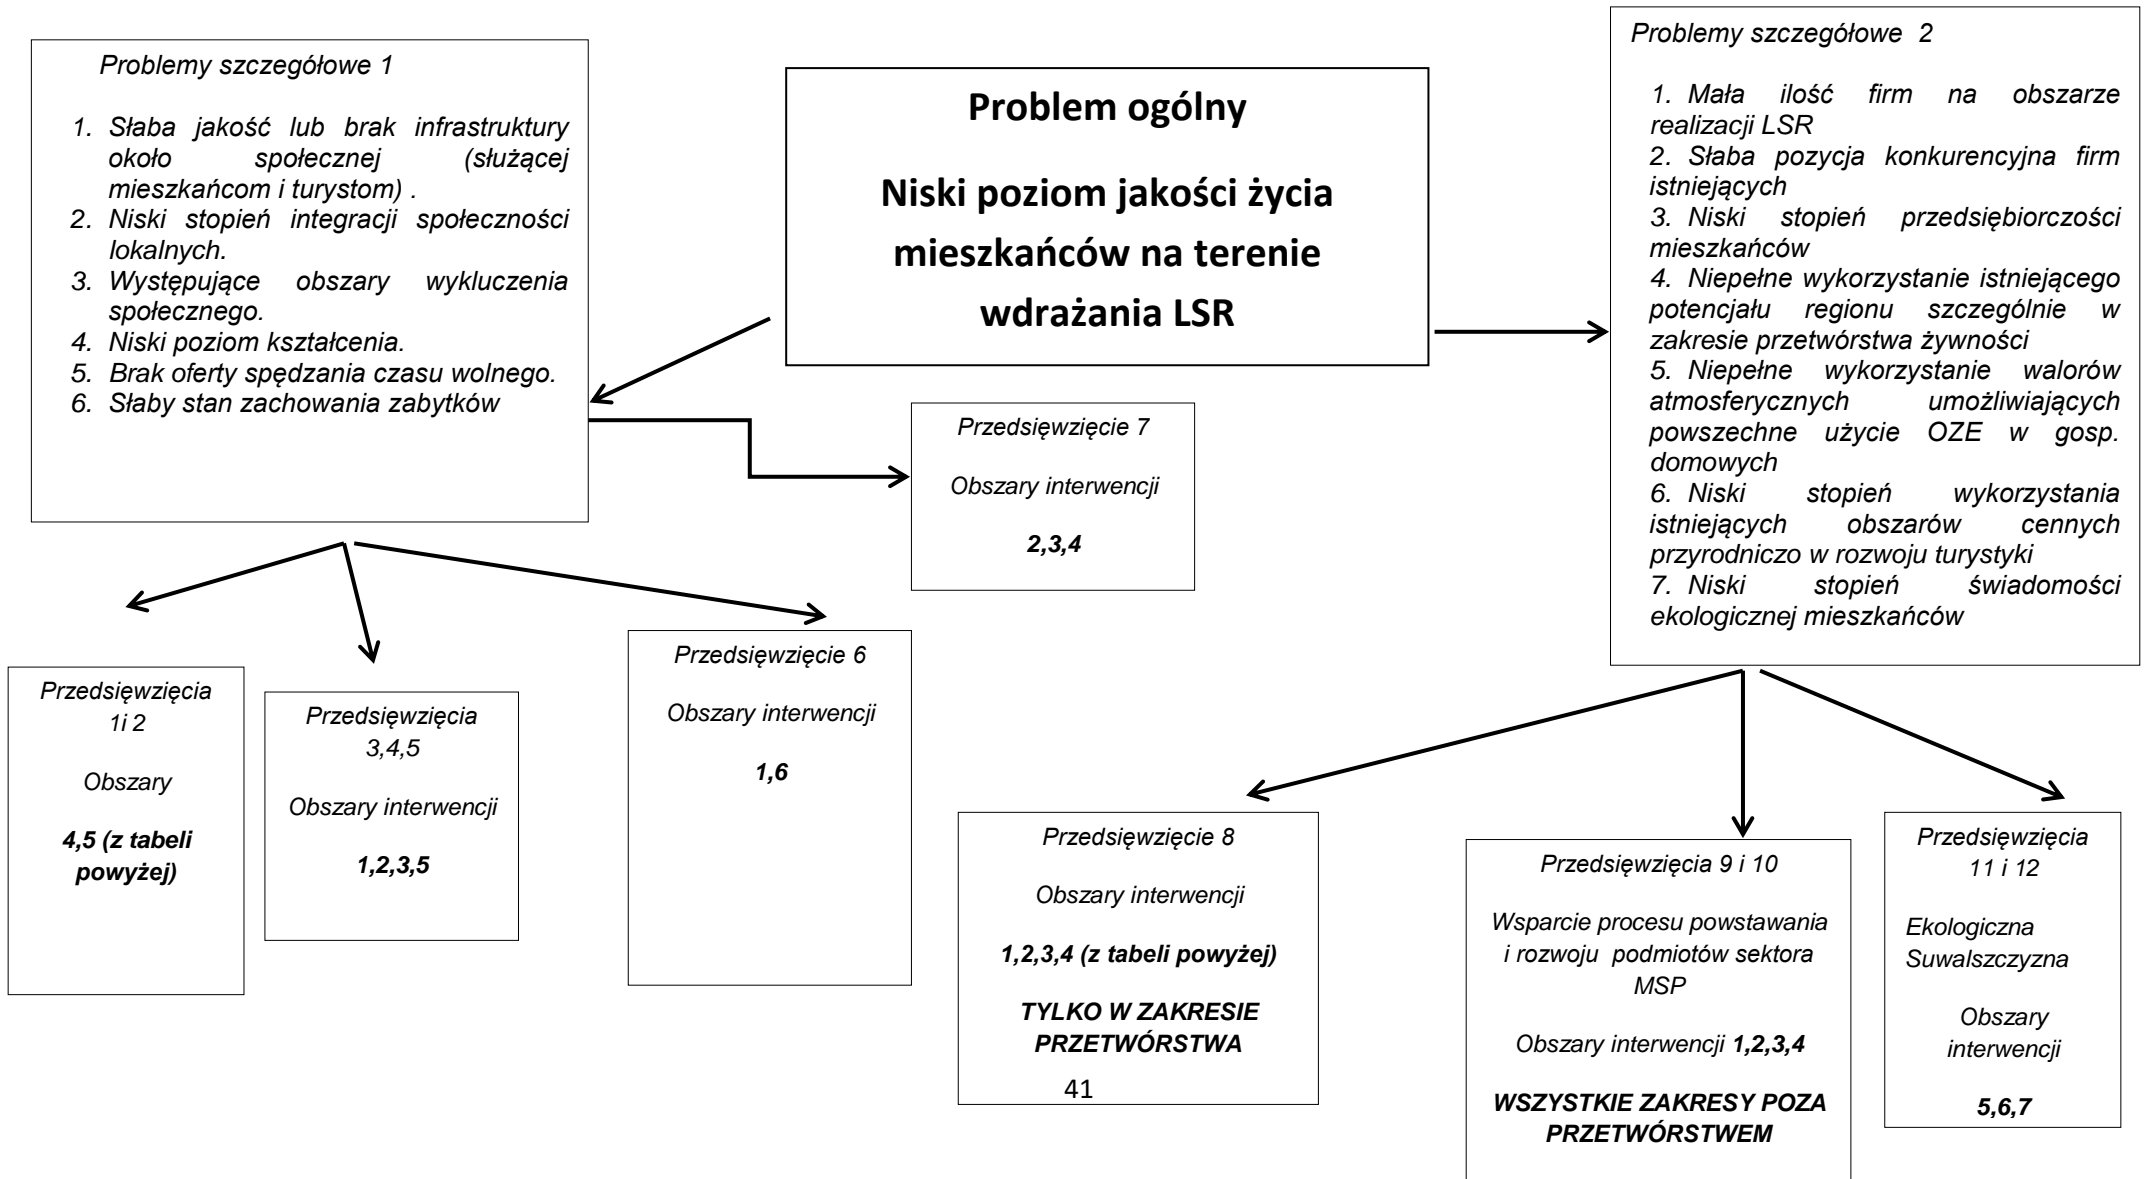 Problemy szczegółowe 1
1. Słaba jakość lub brak infrastruktury
około społecznej (służącej
mieszkańcom i turystom) .
2. Niski stopień integracji społeczności
lokalnych.
3. Występujące obszary wykluczenia
społecznego.
4. Niski poziom kształcenia.
5. Brak oferty spędzania czasu wolnego.
6. Słaby stan zachowania zabytków
Problem ogólny
Niski poziom jakości życia
mieszkańców na terenie
wdrażania LSR
Problemy szczegółowe 2
1. Mała ilość firm na obszarze
realizacji LSR
2. Słaba pozycja konkurencyjna firm
istniejących
3. Niski stopień przedsiębiorczości
mieszkańców
4. Niepełne wykorzystanie istniejącego
potencjału regionu szczególnie w
zakresie przetwórstwa żywności
5. Niepełne wykorzystanie walorów
atmosferycznych umożliwiających
powszechne użycie OZE w gosp.
domowych
6. Niski stopień wykorzystania
istniejących obszarów cennych
przyrodniczo w rozwoju turystyki
7. Niski stopień świadomości
ekologicznej mieszkańców
Przedsięwzięcie 7
Obszary interwencji
2,3,4
Przedsięwzięcia
1i 2
Obszary
4,5 (z tabeli
powyżej)
Przedsięwzięcia
3,4,5
Obszary interwencji
1,2,3,5
Przedsięwzięcie 6
Obszary interwencji
1,6
Przedsięwzięcie 8
Obszary interwencji
1,2,3,4 (z tabeli powyżej)
TYLKO W ZAKRESIE
PRZETWÓRSTWA
41
Przedsięwzięcia 9 i 10
Wsparcie procesu powstawania
i rozwoju podmiotów sektora
MSP
Obszary interwencji 1,2,3,4
WSZYSTKIE ZAKRESY POZA
PRZETWÓRSTWEM
Przedsięwzięcia
11 i 12
Ekologiczna
Suwalszczyzna
Obszary
interwencji
5,6,7